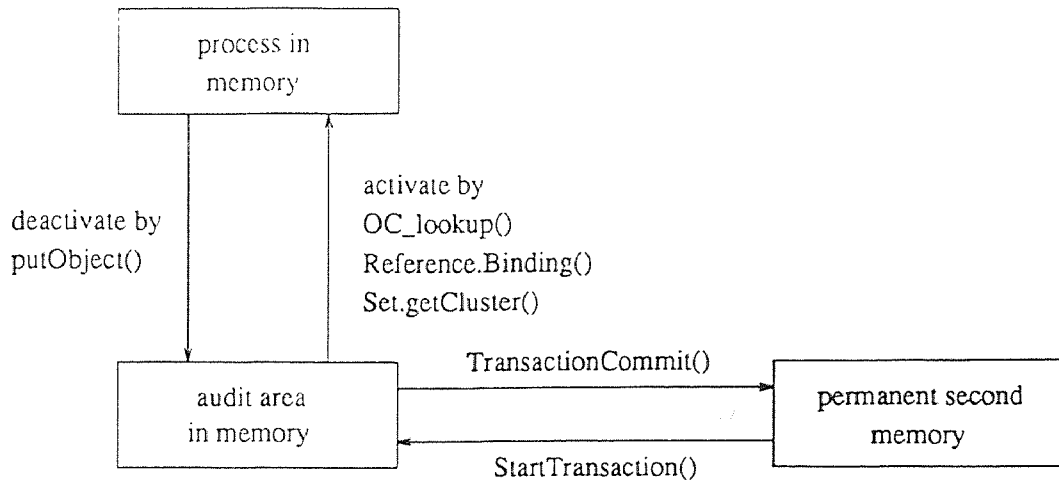 process in
memory
deactivate by
putObject()
activate by
OC_lookup()
Reference.Binding()
Set.getCluster()
audit area
in memory
TransactionCommit()
StartTransaction()
permanent second
memory